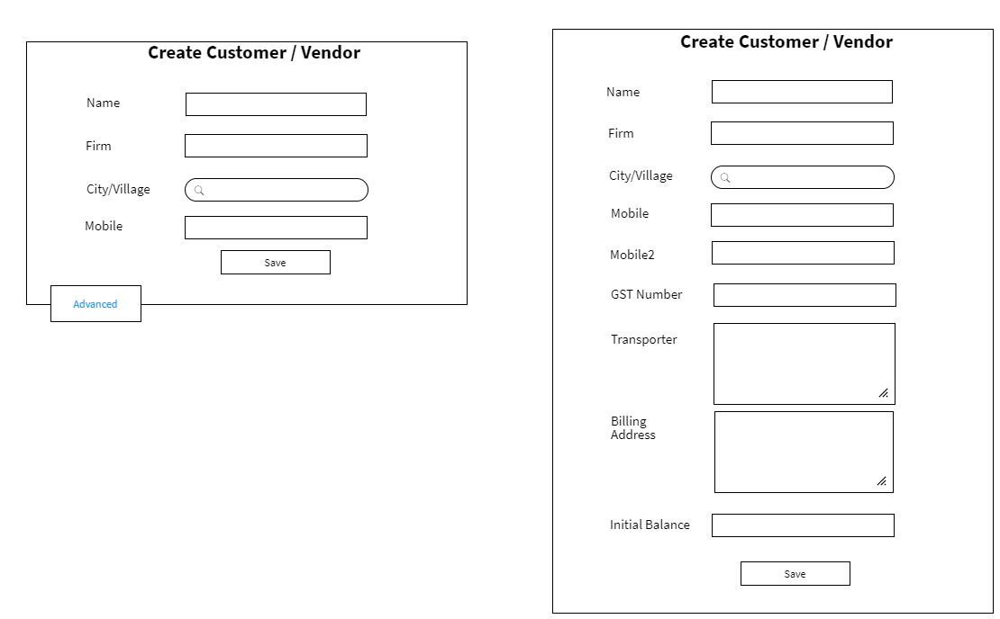 Create Customer / Vendor
Name
Firm
City/Village
Mobile
Save
Advanced
Create Customer / Vendor
Name
Firm
City/Village
Mobile
Mobile2
GST Number
Transporter
Billing
Address
Initial Balance
Save